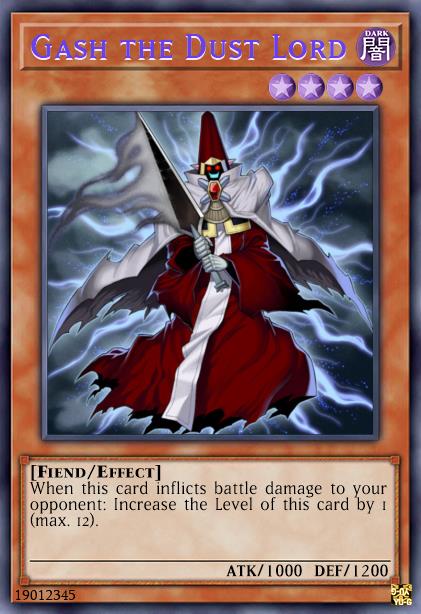 Gash the Dust Lord
DARK
闇
[Fiend/Effect]
When this card inflicts battle damage to your
opponent: Increase the Level of this card by 1
(max. 12).
ATK/1000 DEF/1200
19012345